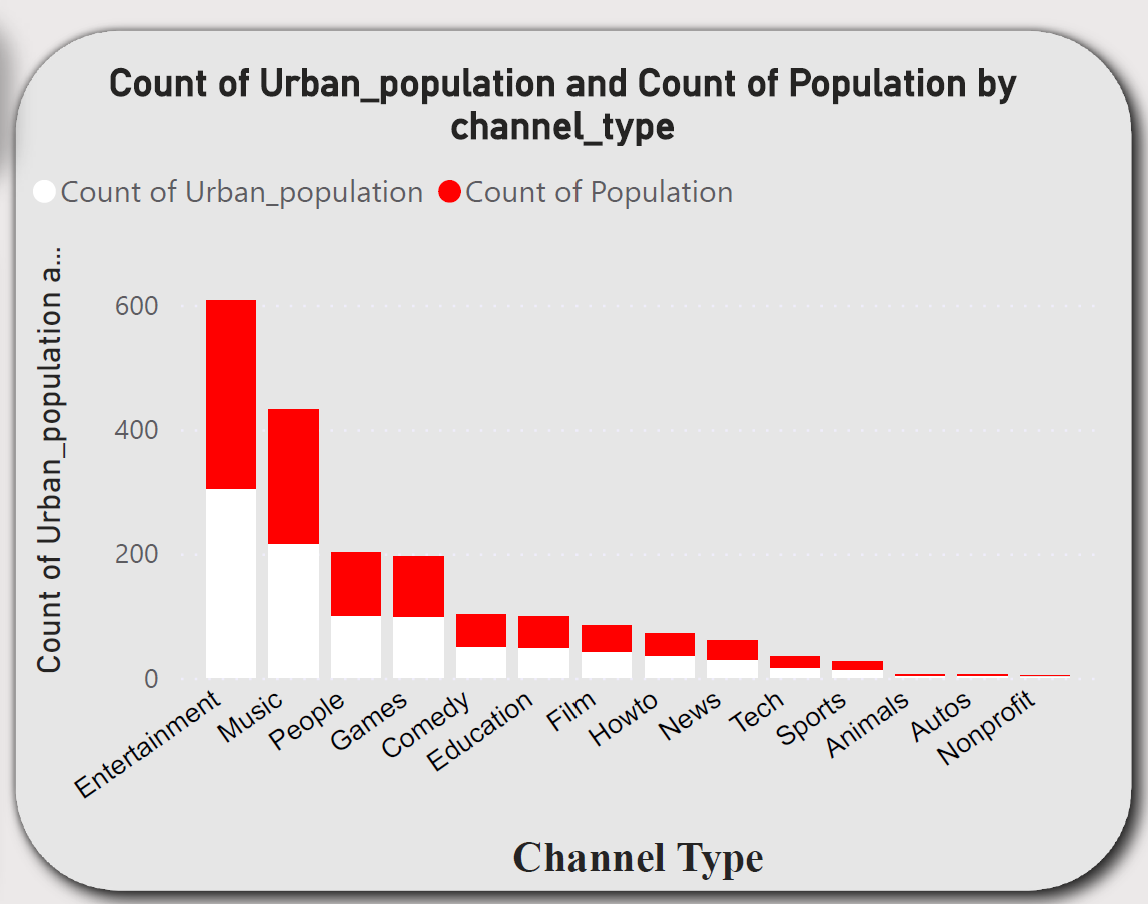 Count of Urban_population and Count of Population by
channel_type
Count of Urban_population Count of Population
Count of Urban_population a...
600
400
200
0
Entertainment
Music
People
Games
Comedy
Education
Film
Howto
News
Tech
Sports
Animals
Autos
Nonprofit
Channel Type